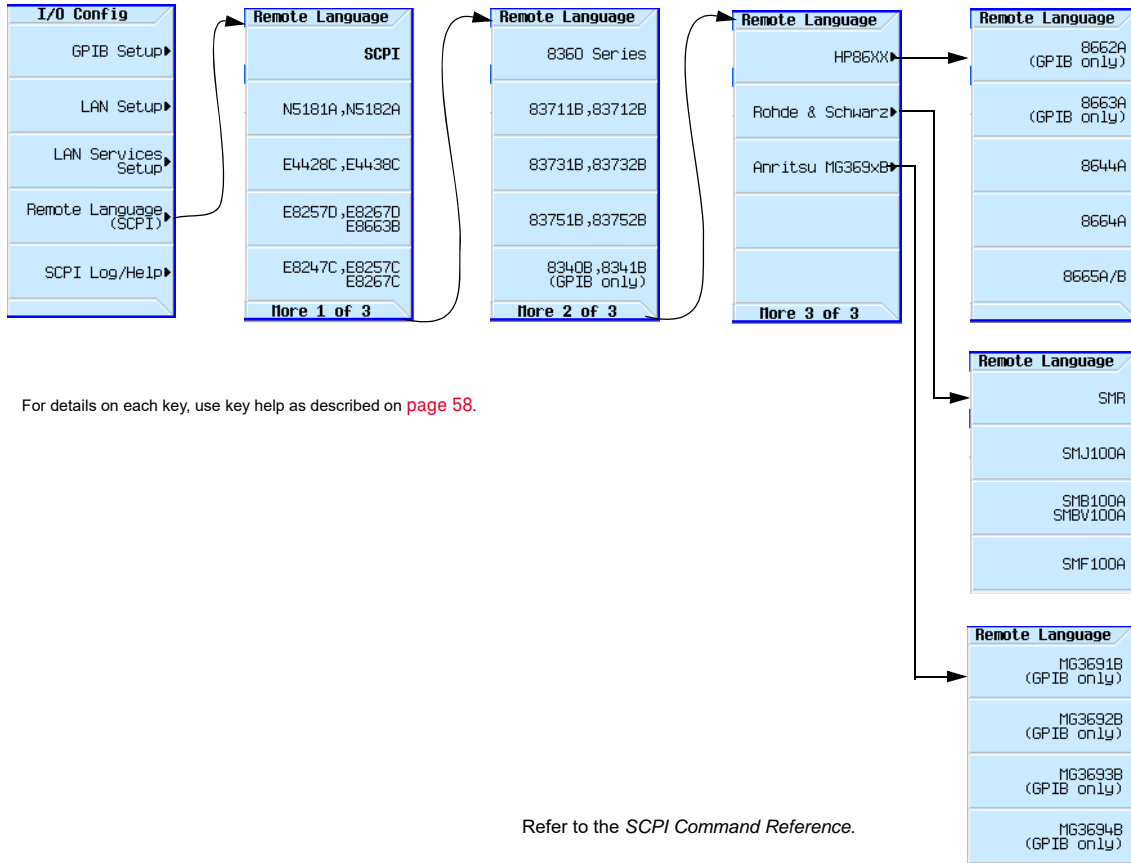 I/O Config
GPIB Setup
LAN Setup
LAN Services
Setup
Remote Language
(SCPI)
SCPI Log/Help
Remote Language
SCPI
N5181A,N5182A
E4428C,E4438C
E8257D,E8267D
E8663B
E8247C,E8257C
E8267C
More 1 of 3
Remote Language
8360 Series
83711B,83712B
83731B,83732B
83751B,83752B
8340B,8341B
(GPIB only)
More 2 of 3
Remote Language
HP86XX
Rohde & Schwarz
Anritsu MG369xB
More 3 of 3
Remote Language
8662A
(GPIB only)
8663A
(GPIB only)
8644A
8664A
8665A/B
For details on each key, use key help as described on page 58.
Remote Language
SMR
SMJ100A
SMB100A
SMBV100A
SMF100A
Remote Language
MG3691B
(GPIB only)
MG3692B
(GPIB only)
MG3693B
(GPIB only)
MG3694B
(GPIB only)
Refer to the SCPI Command Reference.